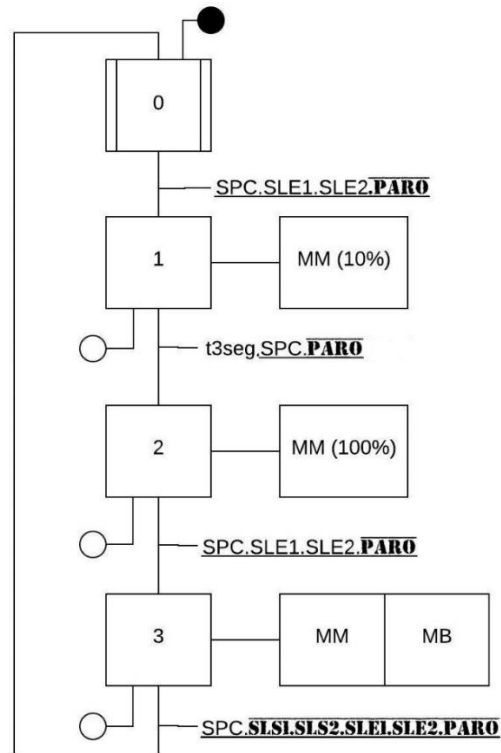 0
SPC.SLE1.SLE2.PARO
1
MM (10%)
t3seg.SPC.PARO
2
MM (100%)
SPC.SLE1.SLE2.PARO
3
MM
MB
SPC.SLS1.SLS2.SLE1.SLE2.PARO